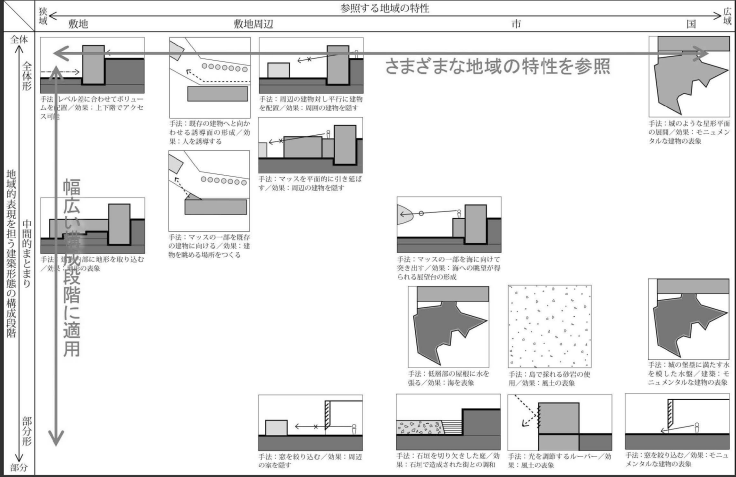 参照する地域の特性
狭域
広域
敷地
敷地周辺
市
国
全体
全体形
中間的まとまり
部分形
部分
地域的表現を担う建築形態の構成段階
さまざまな地域の特性を参照
幅広い構成段階に適用
手法：レベル差に合わせてボリュー
ムを配置／効果：上下階でアクセ
ス可能
手法：既存の建物へと向か
わせる誘導面の形成／効
果：人を誘導する
手法：周辺の建物対し平行に建物
を配置／効果：周囲の建物を隠す
手法：城のような星形平面
の展開／効果：モニュメン
タルな建物の表象
手法：マッスを平面的に引き延ば
す／効果：周辺の建物を隠す
手法：マッスの一部を既存
の建物に向ける／効果：建
物を眺める場所をつくる
部に地形を取り込む
の表象
手法：マッスの一部を海に向けて
突き出す／効果：海への眺望が得
られる展望台の形成
手法：低層部の屋根に水を
張る／効果：海を表象
手法：島で採れる砂岩の使
用／効果：風土の表象
手法：城の堡塁に満たす水
を模した水盤／建築：モ
ニュメンタルな建物の表象
手法：窓を絞り込む／効果：周辺
の家を隠す
手法：石垣を切り欠きした庭／効
果：石垣で造成された街との調和
手法：光を調節するルーバー／効
果：風土の表象
手法：窓を絞り込む／効果：モニュ
メンタルな建物の表象